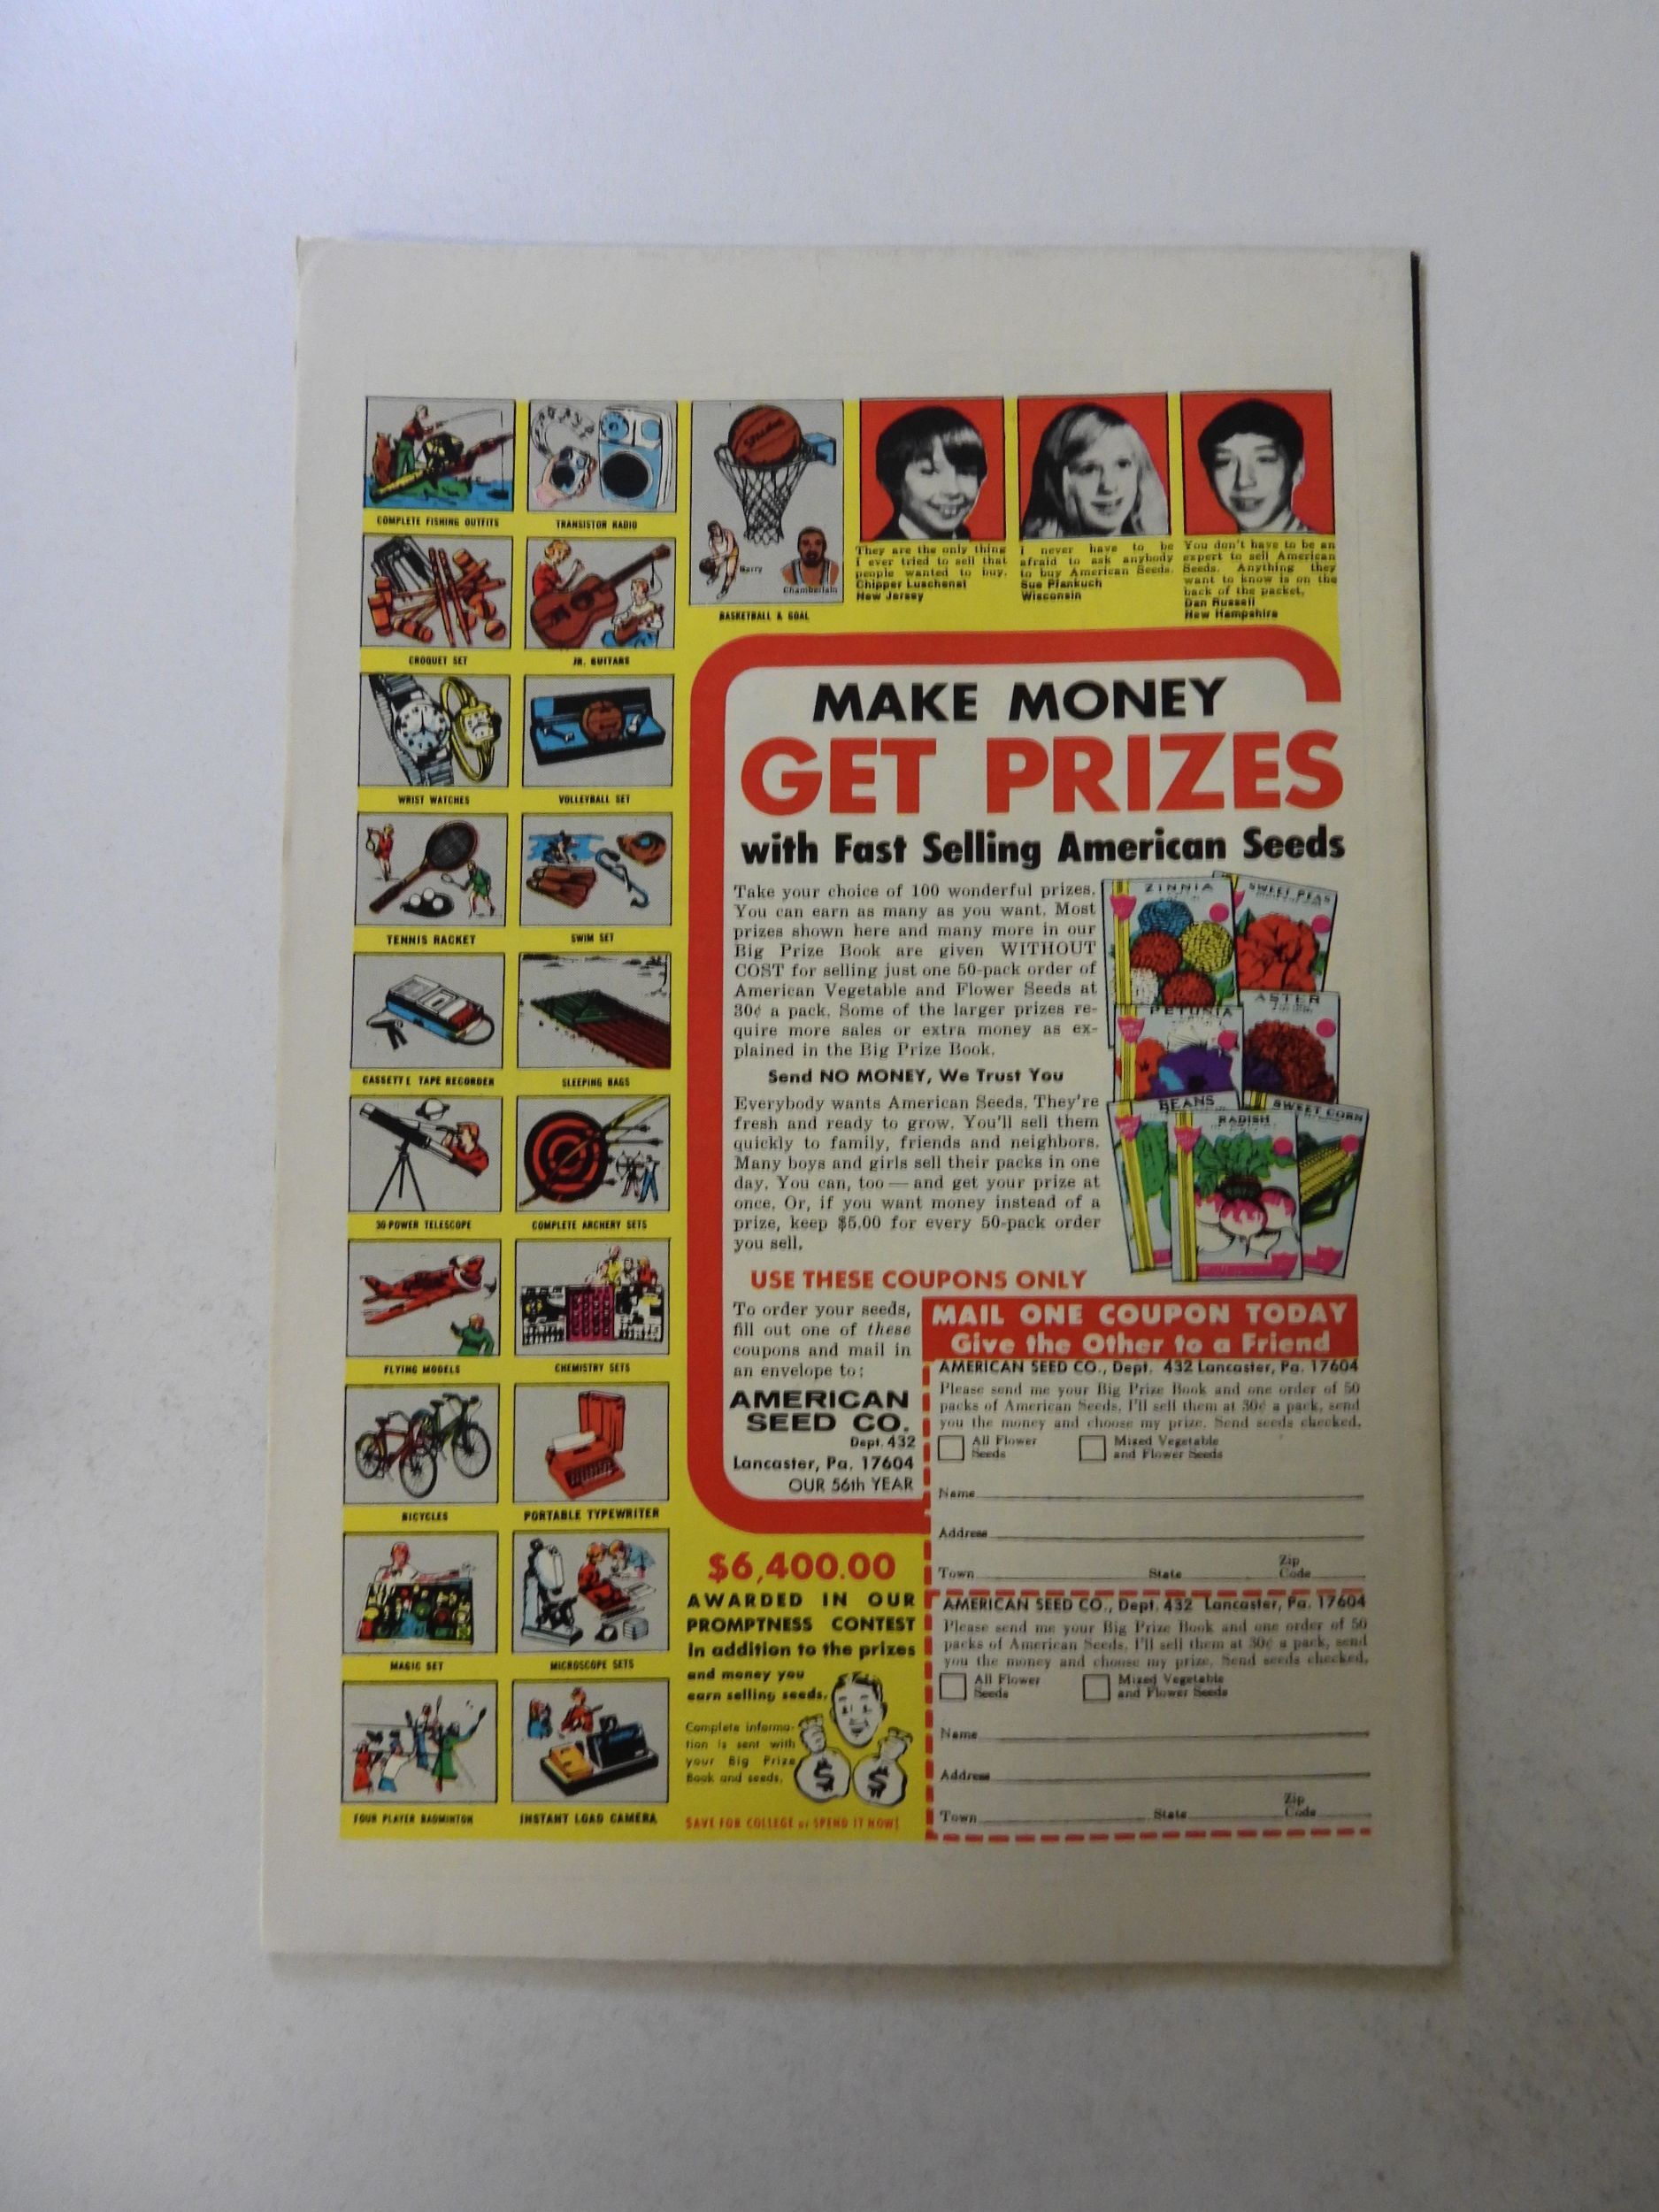 COMPLETE FISHING OUTFITS
TRANSISTOR RADIO
CROQUET SET
JR. GUITARS
WRIST WATCHES
VOLLEYBALL SET
TENNIS RACKET
SWIM SET
CASSETTE TAPE RECORDER
SLEEPING BAGS
30-POWER TELESCOPE
COMPLETE ARCHERY SETS
FLYING MODELS
CHEMISTRY SETS
BICYCLES
PORTABLE TYPEWRITER
MAGIC SET
MICROSCOPE SETS
FOUR PLAYER BADMINTON
INSTANT LOAD CAMERA
SPALDING
Barry
Chamberlain
BASKETBALL & GOAL
They are the only thing
I ever tried to sell that
people wanted to buy.
Chipper Luschenat
New Jersey
I never have to be
afraid to ask anybody
to buy American Seeds.
Sue Plankuch
Wisconsin
You don't have to be an
expert to sell American
Seeds. Anything they
want to know is on the
back of the packet.
Dan Russell
New Hampshire
MAKE MONEY
GET PRIZES
with Fast Selling American Seeds
Take your choice of 100 wonderful prizes.
You can earn as many as you want. Most
prizes shown here and many more in our
Big Prize Book are given WITHOUT
COST for selling just one 50-pack order of
American Vegetable and Flower Seeds at
30¢ a pack. Some of the larger prizes re-
quire more sales or extra money as ex-
plained in the Big Prize Book.
Send NO MONEY, We Trust You
Everybody wants American Seeds. They're
fresh and ready to grow. You'll sell them
quickly to family, friends and neighbors.
Many boys and girls sell their packs in one
day. You can, too — and get your prize at
once. Or, if you want money instead of a
prize, keep $5.00 for every 50-pack order
you sell.
ZINNIA
SWEET PEAS
PETUNIA
ASTER
BEANS
RADISH
SWEET CORN
USE THESE COUPONS ONLY
To order your seeds,
fill out one of these
coupons and mail in
an envelope to:
AMERICAN
SEED CO.
Dept. 432
Lancaster, Pa. 17604
OUR 56th YEAR
MAIL ONE COUPON TODAY
Give the Other to a Friend
AMERICAN SEED CO., Dept. 432 Lancaster, Pa. 17604
Please send me your Big Prize Book and one order of 50
packs of American Seeds. I'll sell them at 30¢ a pack, send
you the money and choose my prize. Send seeds checked.
All Flower Seeds
Mixed Vegetable and Flower Seeds
Name
Address
Town State Zip Code
AMERICAN SEED CO., Dept. 432 Lancaster, Pa. 17604
Please send me your Big Prize Book and one order of 50
packs of American Seeds. I'll sell them at 30¢ a pack, send
you the money and choose my prize. Send seeds checked.
All Flower Seeds
Mixed Vegetable and Flower Seeds
Name
Address
Town State Zip Code
$6,400.00
AWARDED IN OUR
PROMPTNESS CONTEST
In addition to the prizes
and money you
earn selling seeds.
Complete informa-
tion is sent with
your Big Prize
Book and seeds.
$ $
SAVE FOR COLLEGE or SPEND IT NOW!